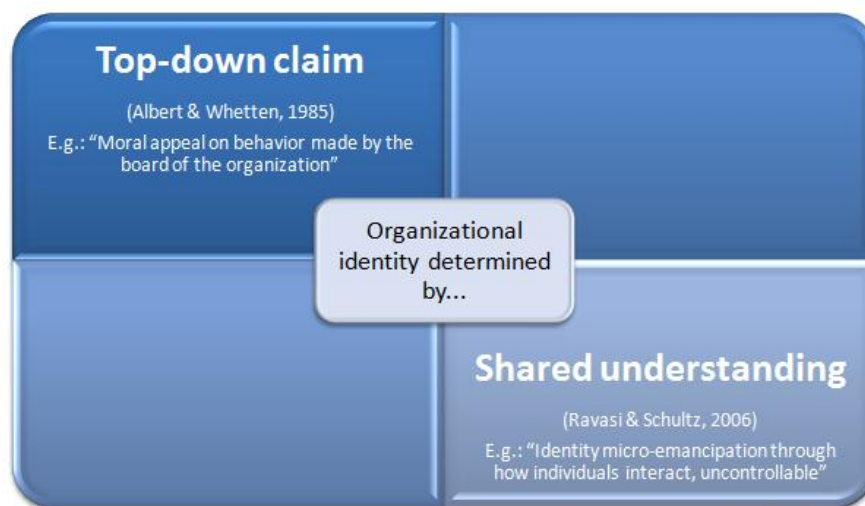 Top-down claim
(Albert & Whetten, 1985)
E.g.: “Moral appeal on behavior made by the
board of the organization”
Organizational
identity determined
by...
Shared understanding
(Ravasi & Schultz, 2006)
E.g.: “Identity micro-emancipation through
how individuals interact, uncontrollable”